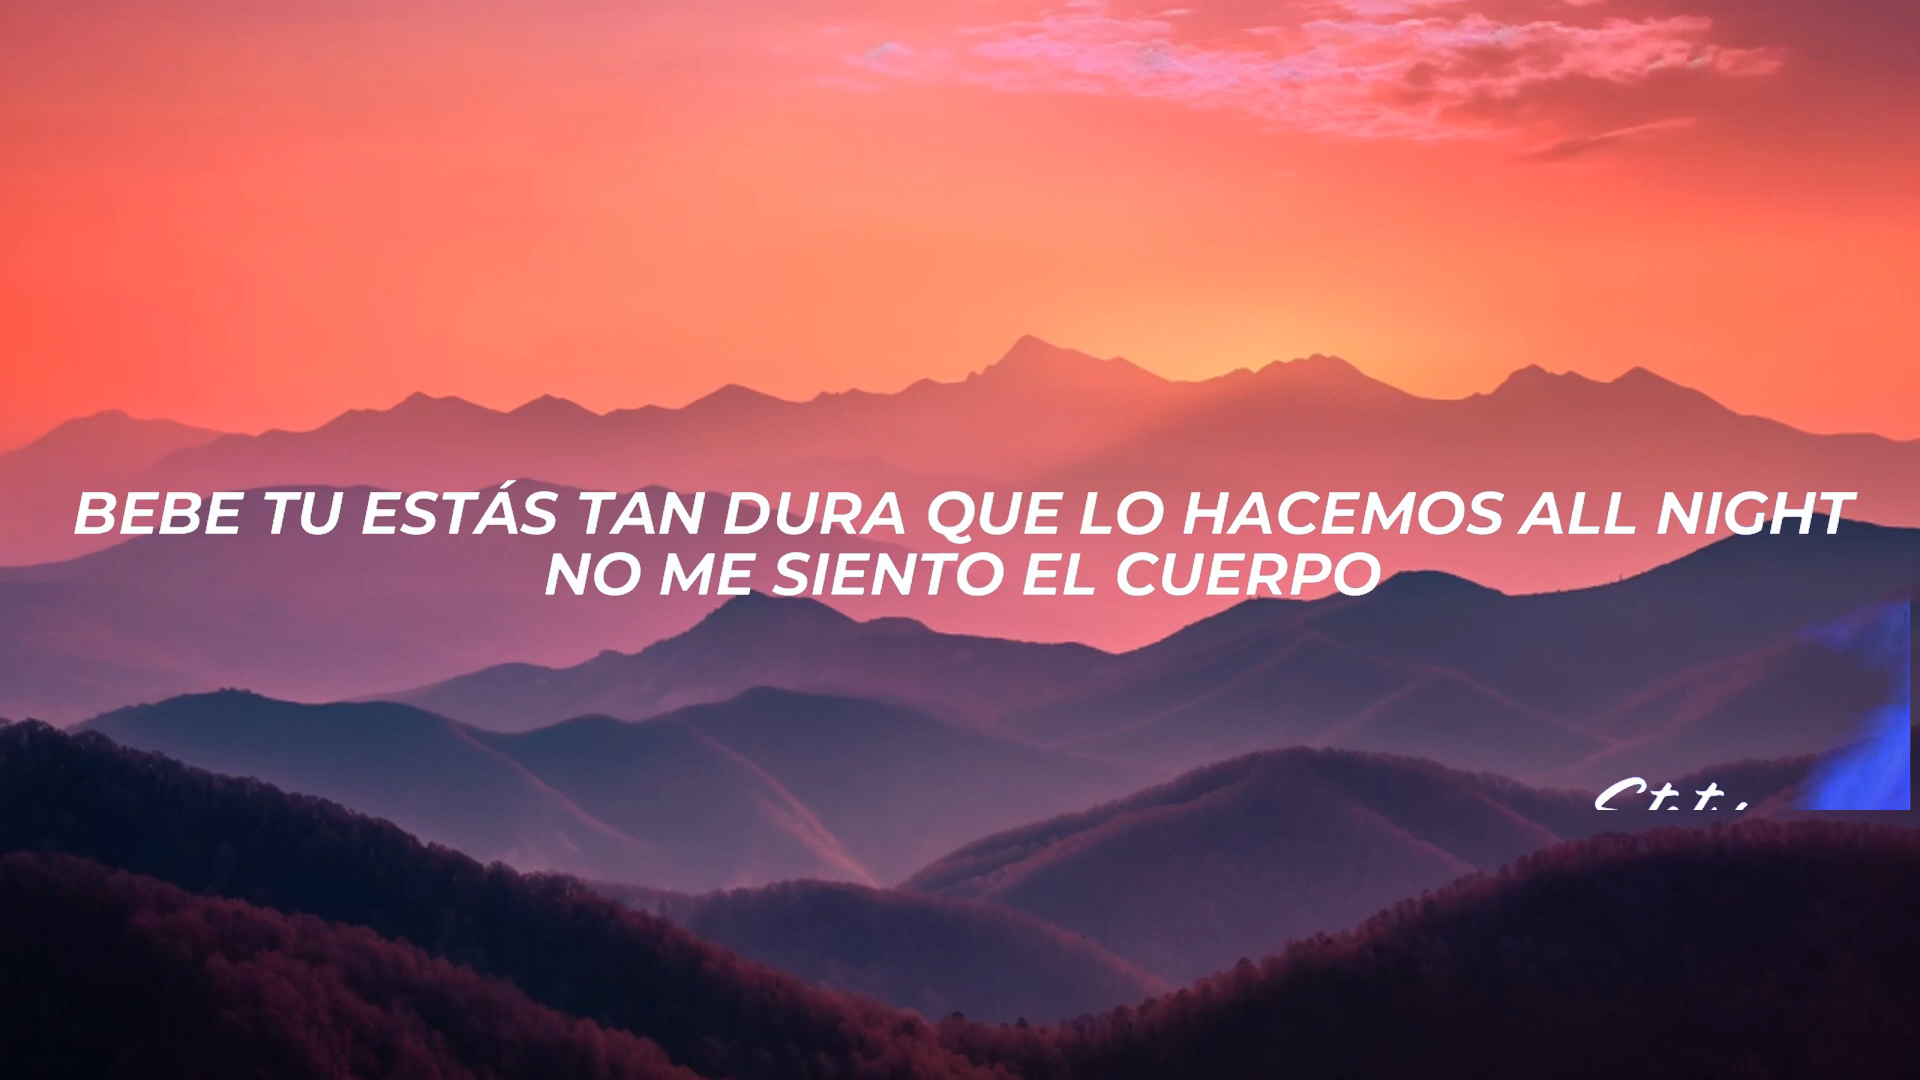 BEBE TU ESTÁS TAN DURA QUE LO HACEMOS ALL NIGHT
NO ME SIENTO EL CUERPO